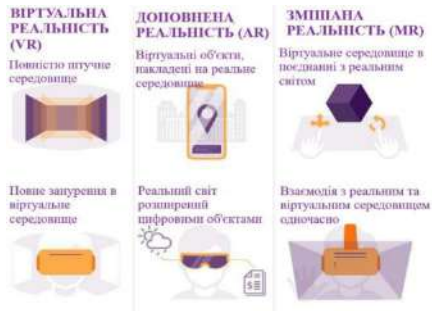 ВІРТУАЛЬНА
РЕАЛЬНІСТЬ
(VR)
Повністю штучне
середовище
Повне занурення в
віртуальне
середовище
ДОПОВНЕНА
РЕАЛЬНІСТЬ (AR)
Віртуальні об'єкти,
накладені на реальне
середовище
Реальний світ
розширений
цифровими об'єктами
ЗМІШАНА
РЕАЛЬНІСТЬ (MR)
Віртуальне середовище в
поєднанні з реальним
світом
Взаємодія з реальним та
віртуальним середовищем
одночасно